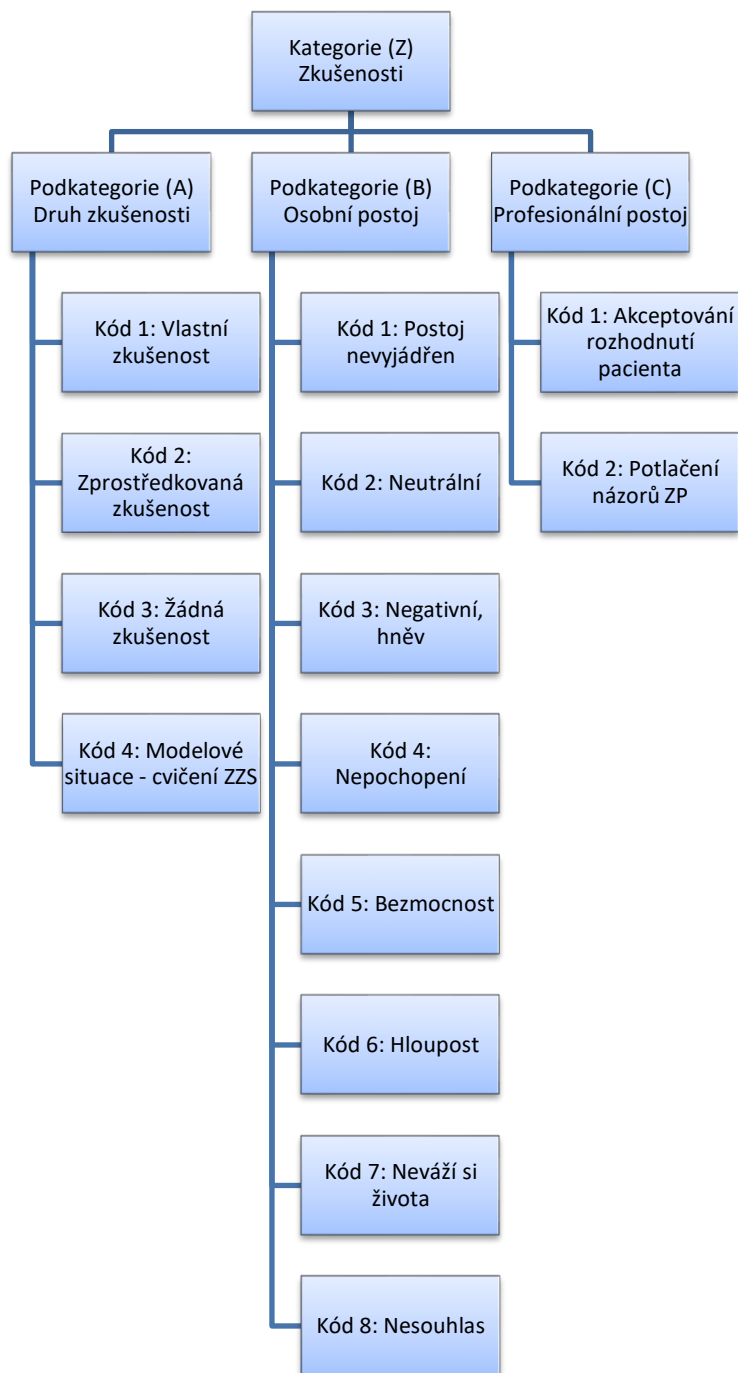 Kategorie (Z)
Zkušenosti
Podkategorie (A)
Druh zkušenosti
Kód 1: Vlastní
zkušenost
Kód 2:
Zprostředkovaná
zkušenost
Kód 3: Žádná
zkušenost
Kód 4: Modelové
situace - cvičení ZZS
Podkategorie (B)
Osobní postoj
Kód 1: Postoj
nevyjádřen
Kód 2: Neutrální
Kód 3: Negativní,
hněv
Kód 4:
Nepochopení
Kód 5: Bezmocnost
Kód 6: Hloupost
Kód 7: Neváží si
života
Kód 8: Nesouhlas
Podkategorie (C)
Profesionální postoj
Kód 1: Akceptování
rozhodnutí
pacienta
Kód 2: Potlačení
názorů ZP